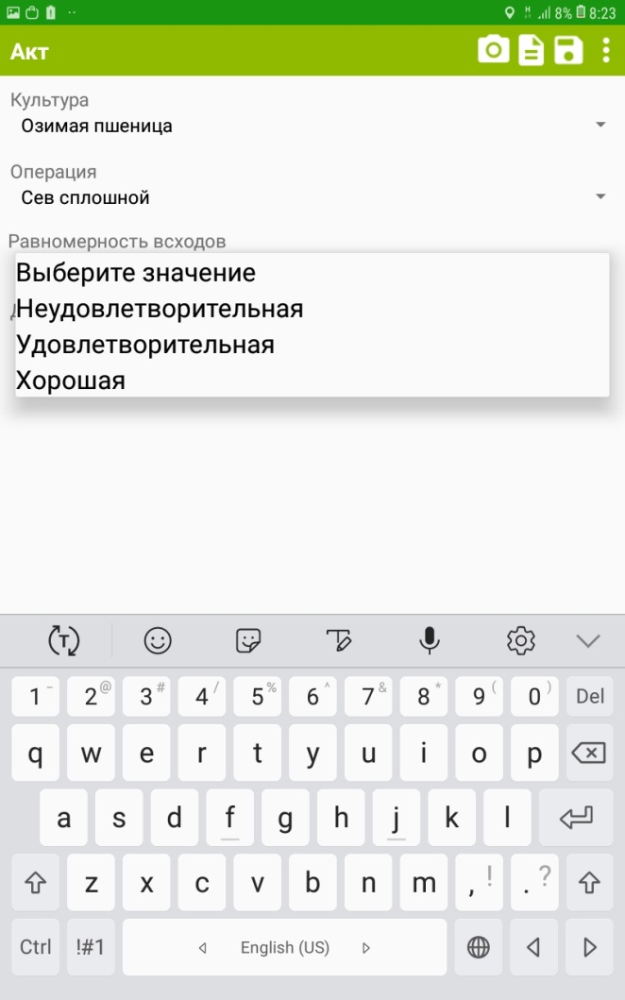 8% 8:23
Акт
Культура
Озимая пшеница
Операция
Сев сплошной
Равномерность всходов
Выберите значение
Неудовлетворительная
Удовлетворительная
Хорошая
1 - 2 @ 3 # 4 / 5 % 6 ^ 7 & 8 * 9 ( 0 ) Del
q w e r t y u i o p
a s d f g h j k l
z x c v b n m , ! . ?
Ctrl !#1 English (US)